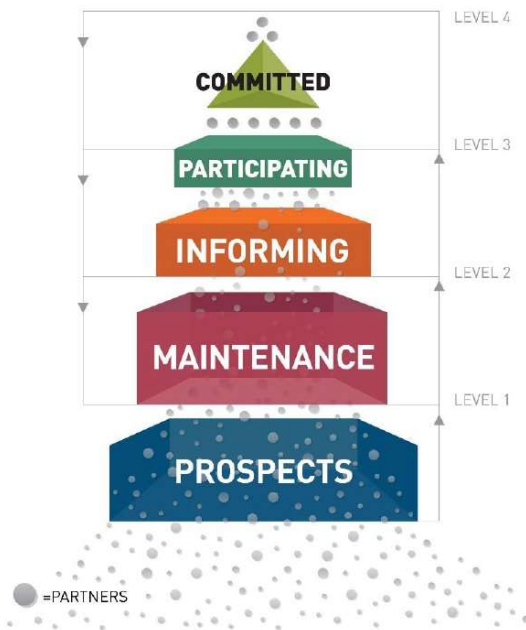 LEVEL 4
COMMITTED
LEVEL 3
PARTICIPATING
INFORMING
LEVEL 2
MAINTENANCE
LEVEL 1
PROSPECTS
=PARTNERS